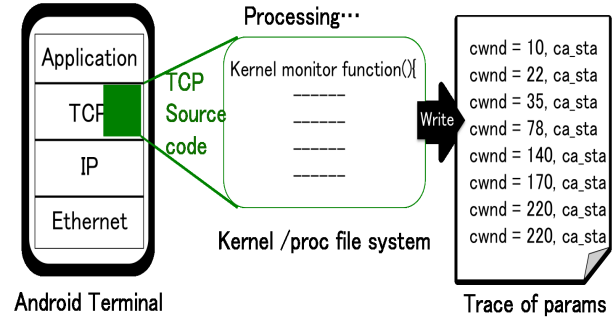 Processing…
Application
TCP
IP
Ethernet
Android Terminal
TCP
Source
code
Kernel monitor function(){
------
------
------
------
Kernel /proc file system
Write
cwnd = 10, ca_sta
cwnd = 22, ca_sta
cwnd = 35, ca_sta
cwnd = 78, ca_sta
cwnd = 140, ca_sta
cwnd = 170, ca_sta
cwnd = 220, ca_sta
cwnd = 220, ca_sta
Trace of params